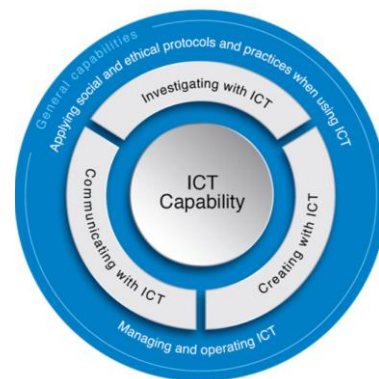 General capabilities
Applying social and ethical protocols and practices when using ICT
Investigating with ICT
Communicating with ICT
Creating with ICT
ICT
Capability
Managing and operating ICT